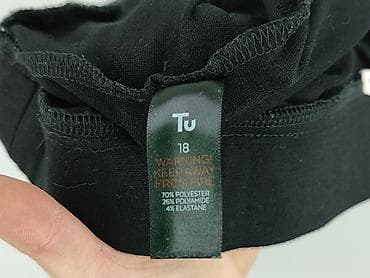 Tu
18
WARNING!
KEEP AWAY
FROM FIRE
70% POLYESTER
26% POLYAMIDE
4% ELASTANE